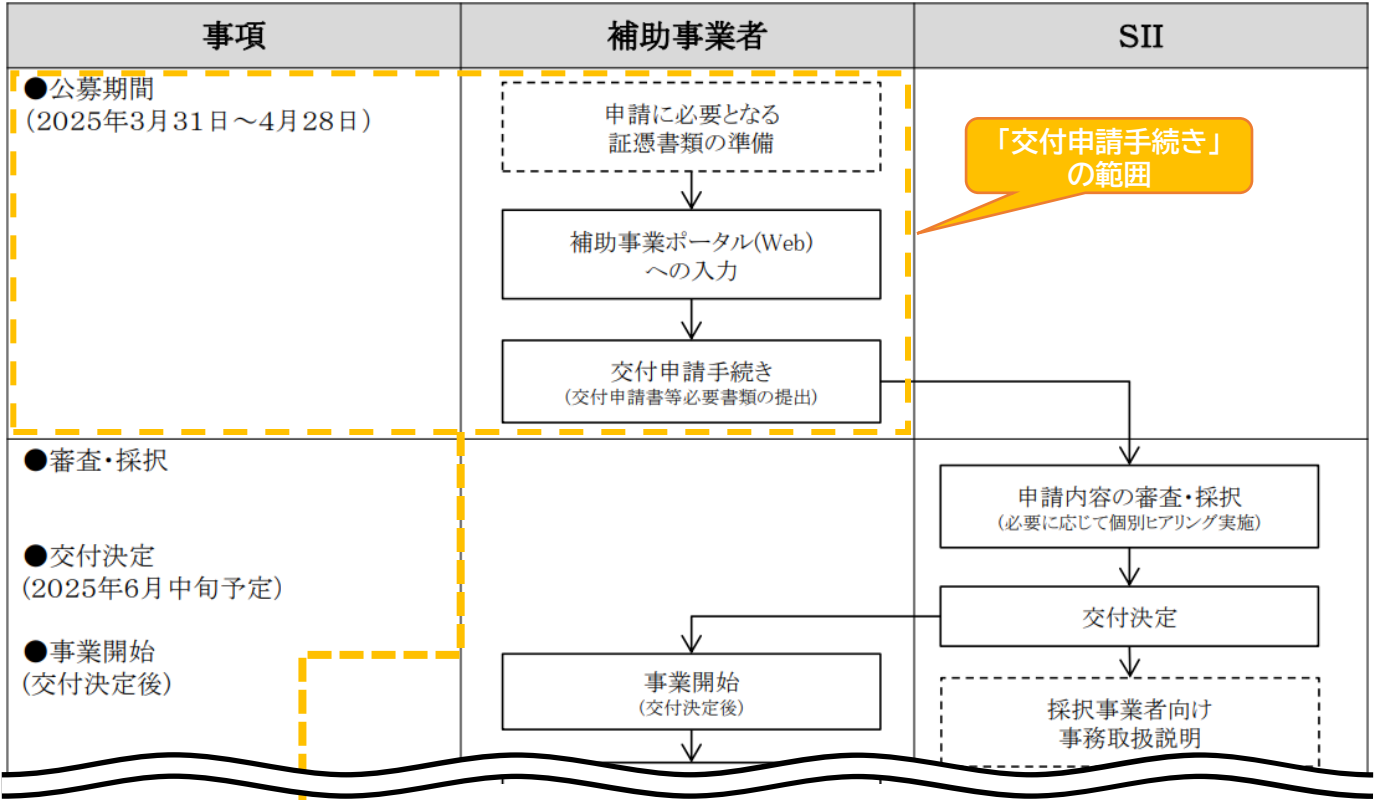 事項
補助事業者
SII
●公募期間
(2025年3月31日～4月28日)
申請に必要となる
証憑書類の準備
「交付申請手続き」
の範囲
補助事業ポータル(Web)
への入力
交付申請手続き
(交付申請書等必要書類の提出)
●審査・採択
申請内容の審査・採択
(必要に応じて個別ヒアリング実施)
●交付決定
(2025年6月中旬予定)
交付決定
●事業開始
(交付決定後)
事業開始
(交付決定後)
採択事業者向け
事務取扱説明